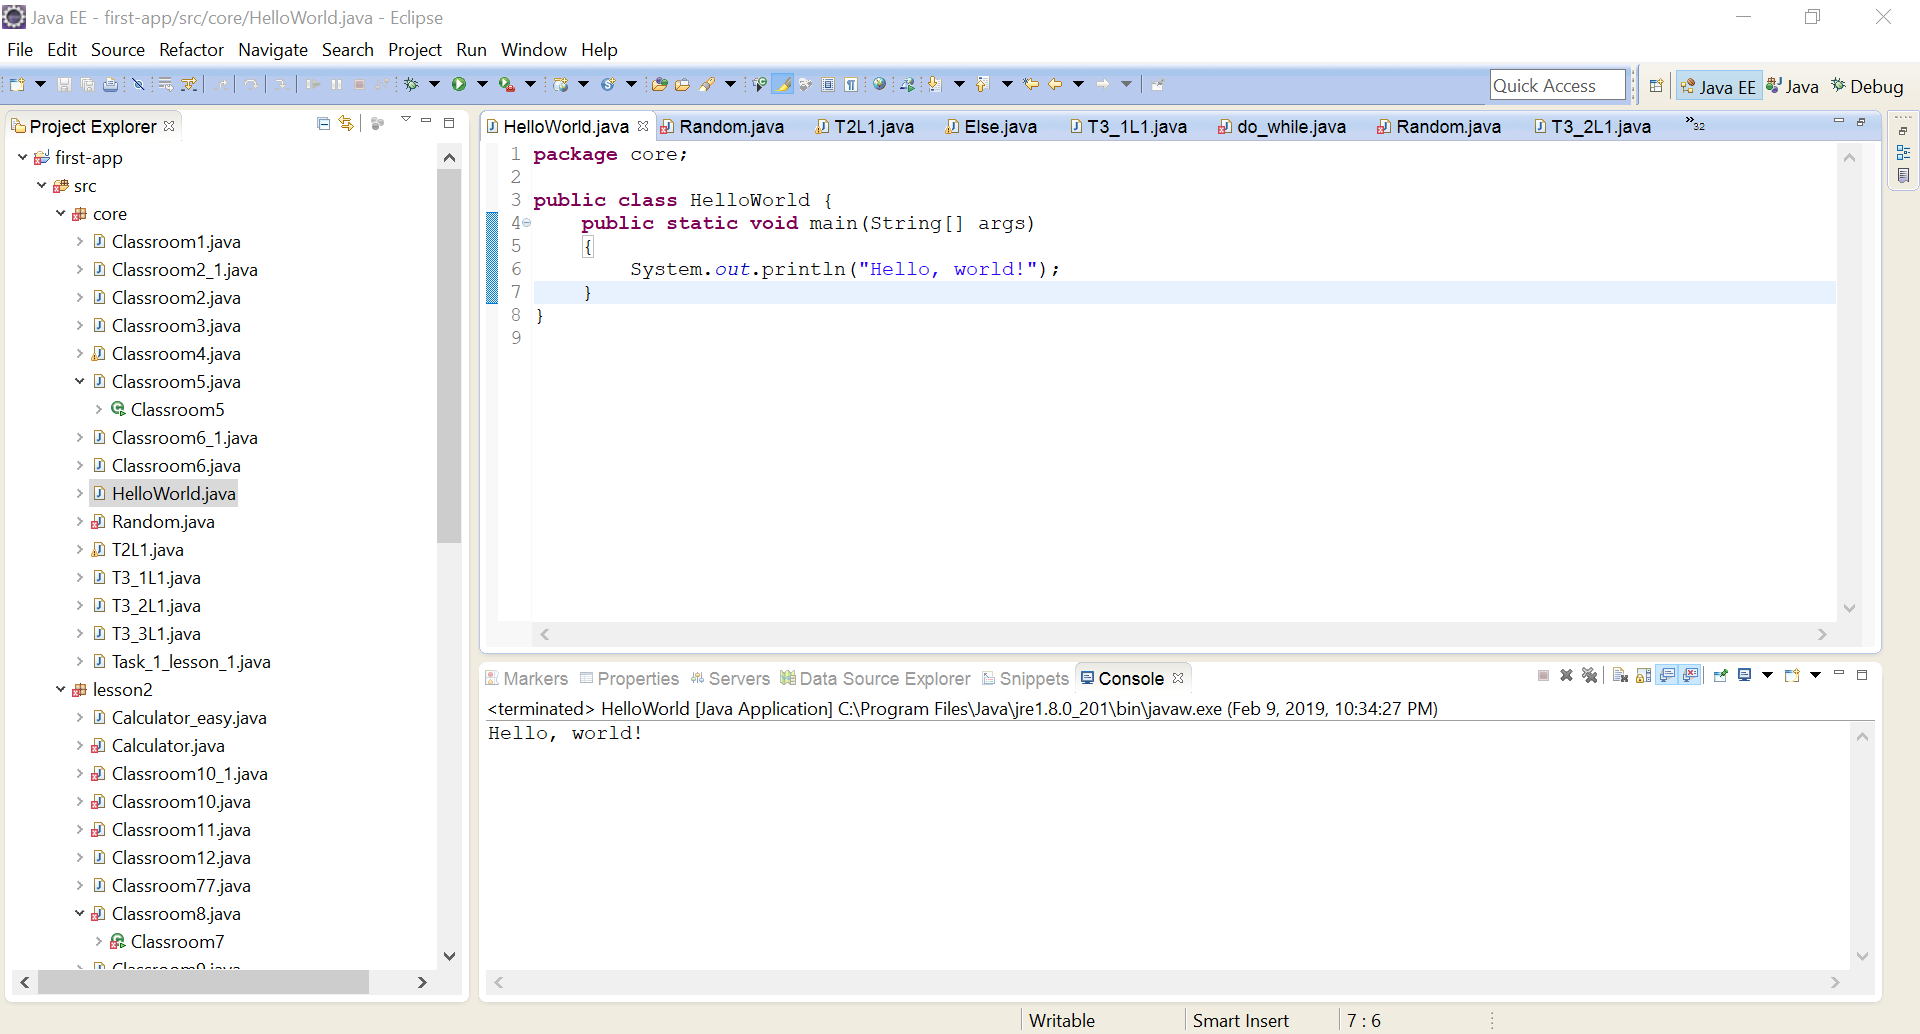 Java EE - first-app/src/core/HelloWorld.java - Eclipse
File Edit Source Refactor Navigate Search Project Run Window Help
Quick Access Java EE Java Debug
Project Explorer
first-app
src
core
Classroom1.java
Classroom2_1.java
Classroom2.java
Classroom3.java
Classroom4.java
Classroom5.java
Classroom5
Classroom6_1.java
Classroom6.java
HelloWorld.java
Random.java
T2L1.java
T3_1L1.java
T3_2L1.java
T3_3L1.java
Task_1_lesson_1.java
lesson2
Calculator_easy.java
Calculator.java
Classroom10_1.java
Classroom10.java
Classroom11.java
Classroom12.java
Classroom77.java
Classroom8.java
Classroom7
Classroom9.java
HelloWorld.java Random.java T2L1.java Else.java T3_1L1.java do_while.java Random.java T3_2L1.java »32
1 package core;
2
3 public class HelloWorld {
4 public static void main(String[] args)
5 {
6 System.out.println("Hello, world!");
7 }
8 }
9
Markers Properties Servers Data Source Explorer Snippets Console
<terminated> HelloWorld [Java Application] C:\Program Files\Java\jre1.8.0_201\bin\javaw.exe (Feb 9, 2019, 10:34:27 PM)
Hello, world!
Writable Smart Insert 7 : 6